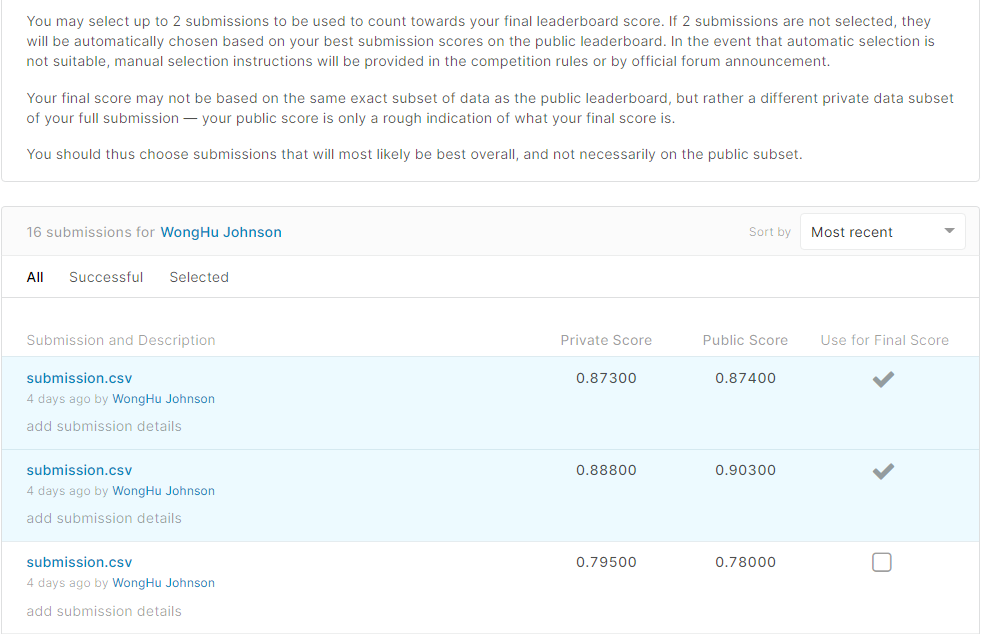 You may select up to 2 submissions to be used to count towards your final leaderboard score. If 2 submissions are not selected, they
will be automatically chosen based on your best submission scores on the public leaderboard. In the event that automatic selection is
not suitable, manual selection instructions will be provided in the competition rules or by official forum announcement.
Your final score may not be based on the same exact subset of data as the public leaderboard, but rather a different private data subset
of your full submission — your public score is only a rough indication of what your final score is.
You should thus choose submissions that will most likely be best overall, and not necessarily on the public subset.
16 submissions for WongHu Johnson Sort by Most recent
All Successful Selected
Submission and Description Private Score Public Score Use for Final Score
submission.csv 0.87300 0.87400
4 days ago by WongHu Johnson
add submission details
submission.csv 0.88800 0.90300
4 days ago by WongHu Johnson
add submission details
submission.csv 0.79500 0.78000
4 days ago by WongHu Johnson
add submission details